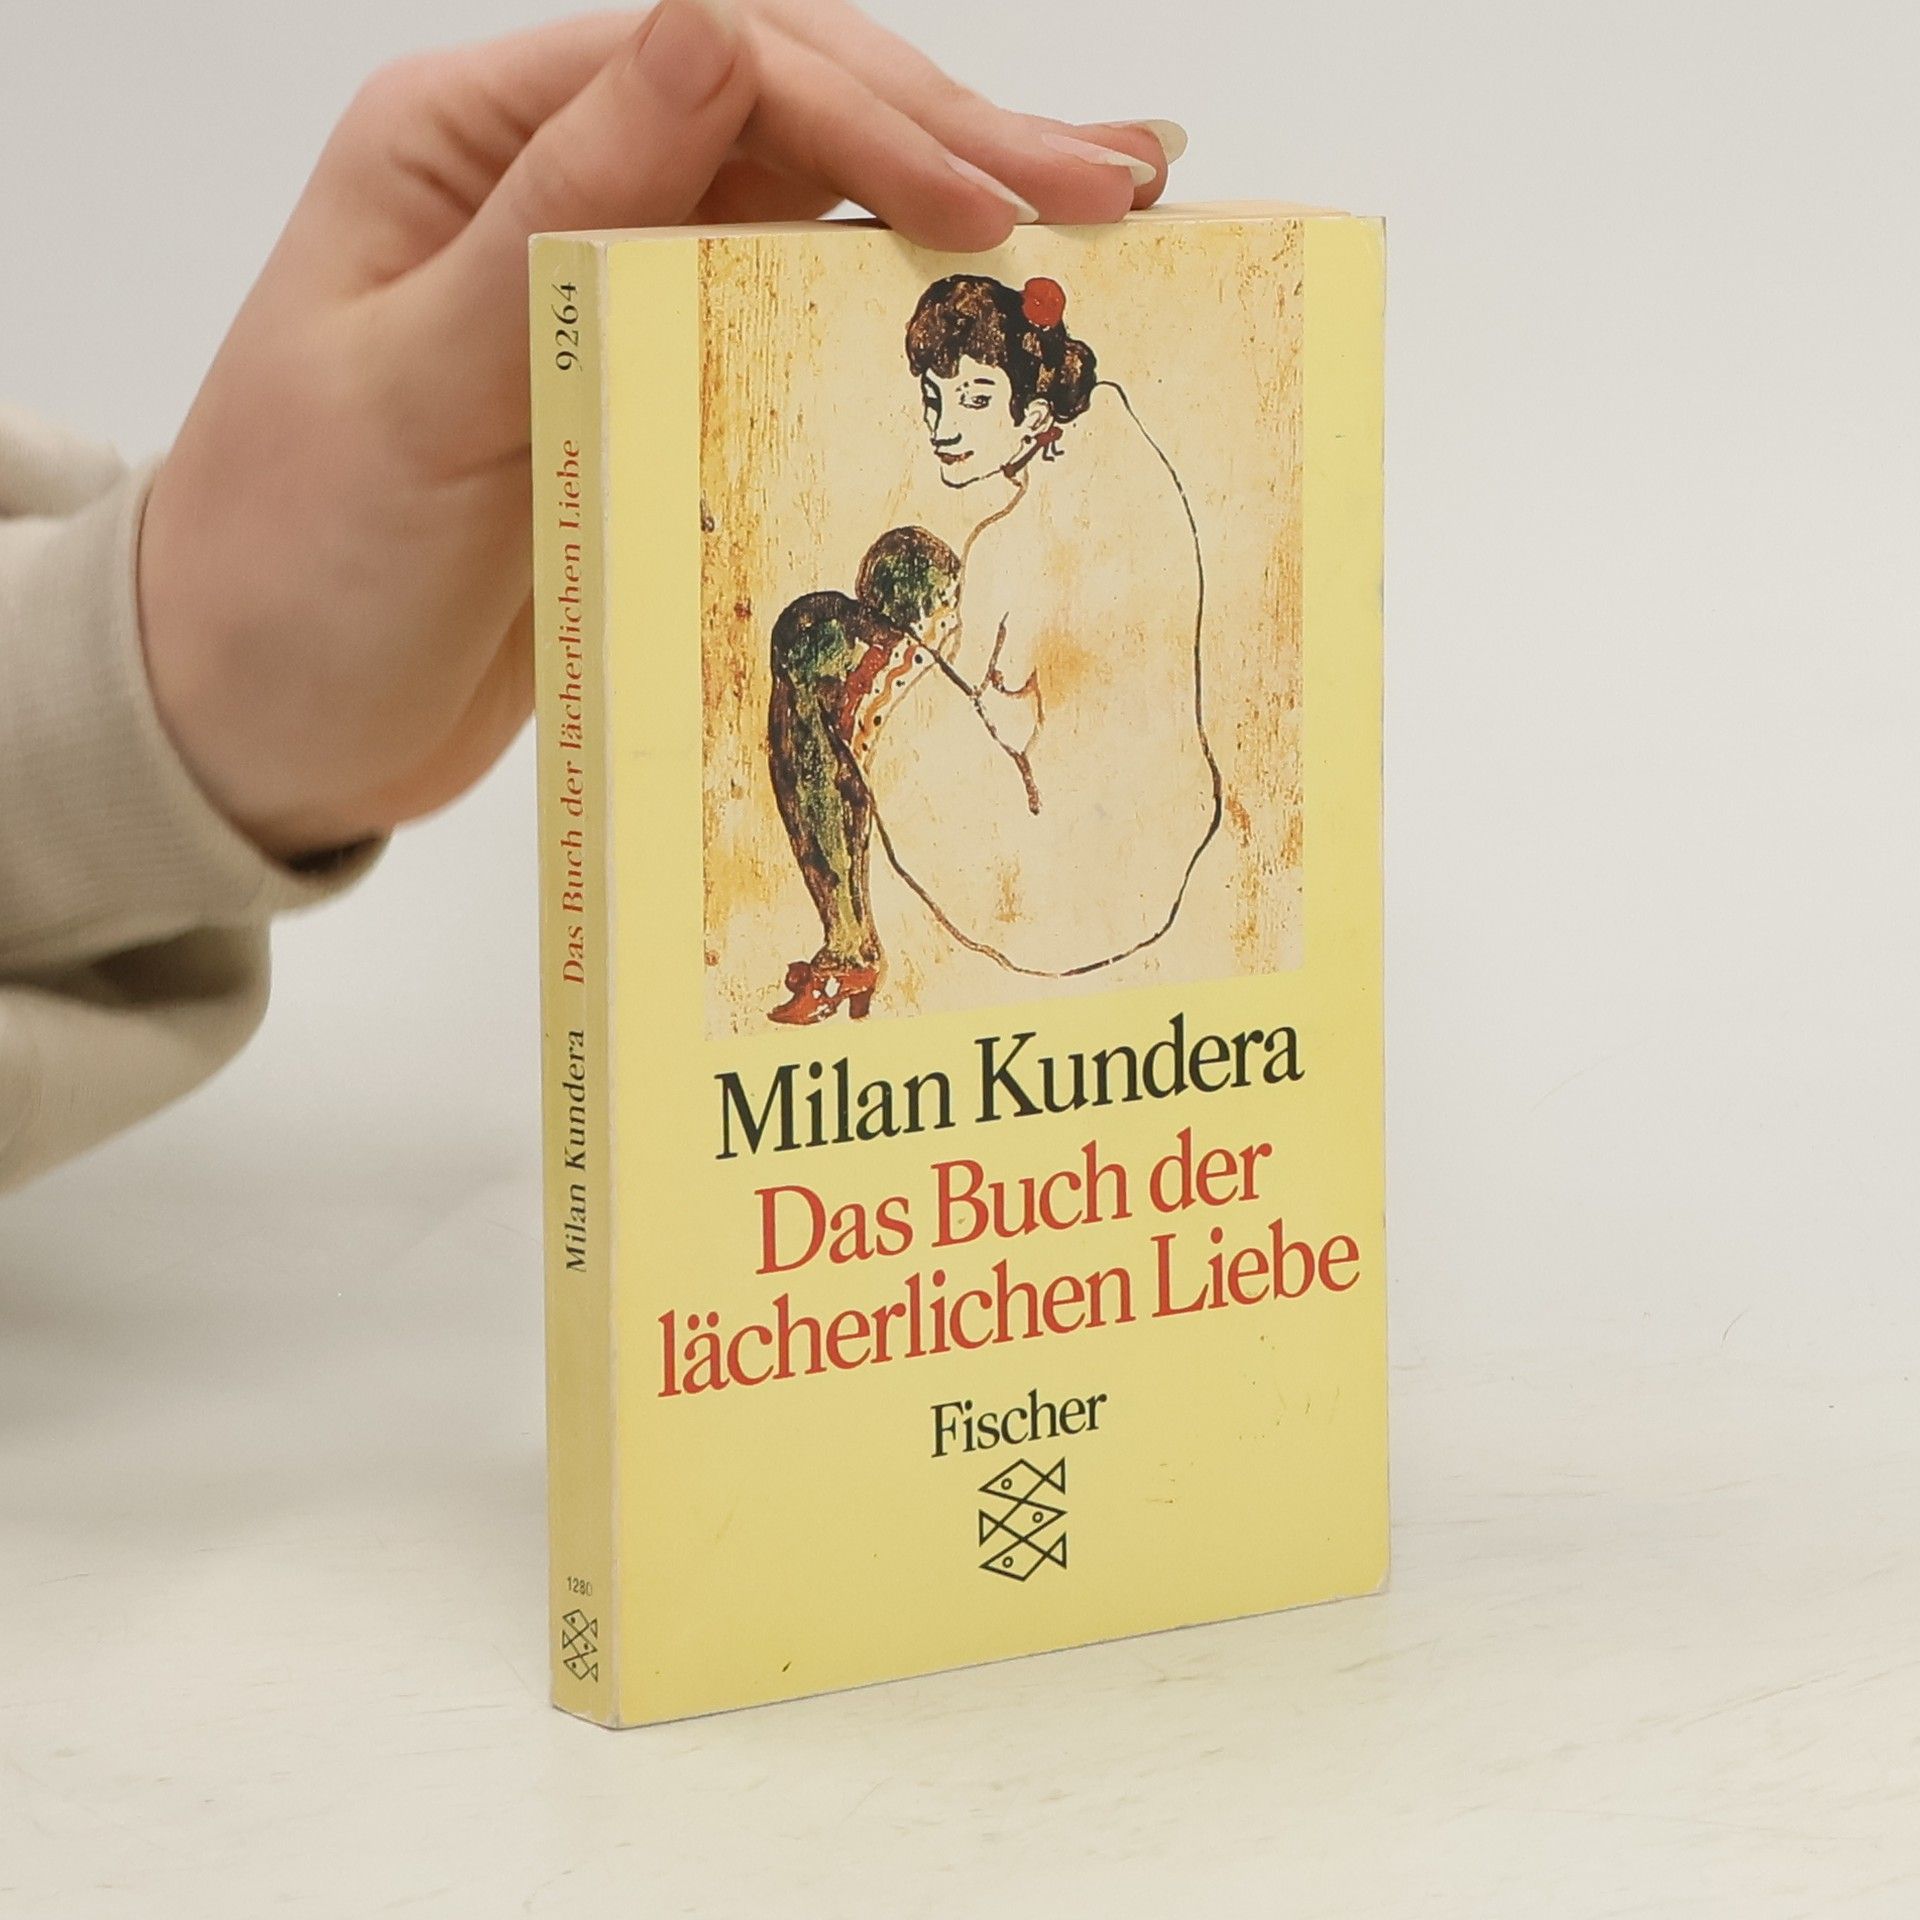 Milan Kundera
Das Buch der
lächerlichen Liebe
Fischer
Milan Kundera Das Buch der lächerlichen Liebe 9264
1280